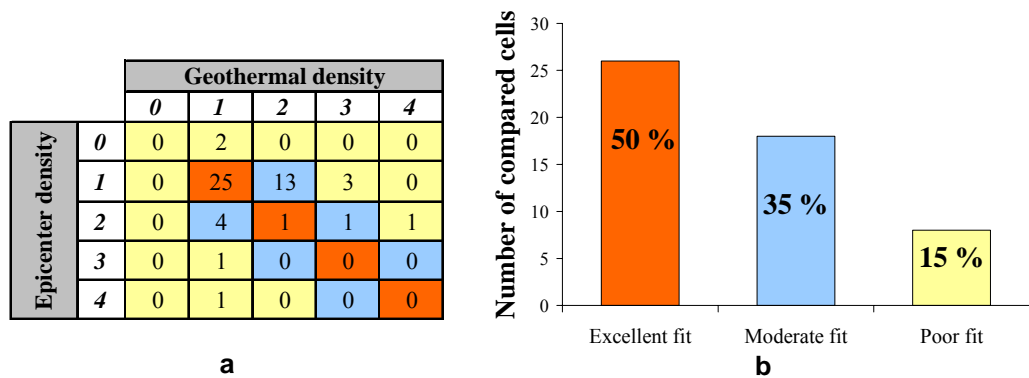 Geothermal density
0 1 2 3 4
Epicenter density
0 0 2 0 0 0
1 0 25 13 3 0
2 0 4 1 1 1
3 0 1 0 0 0
4 0 1 0 0 0
a
Number of compared cells
30
25
20
15
10
5
0
50 %
35 %
15 %
Excellent fit Moderate fit Poor fit
b